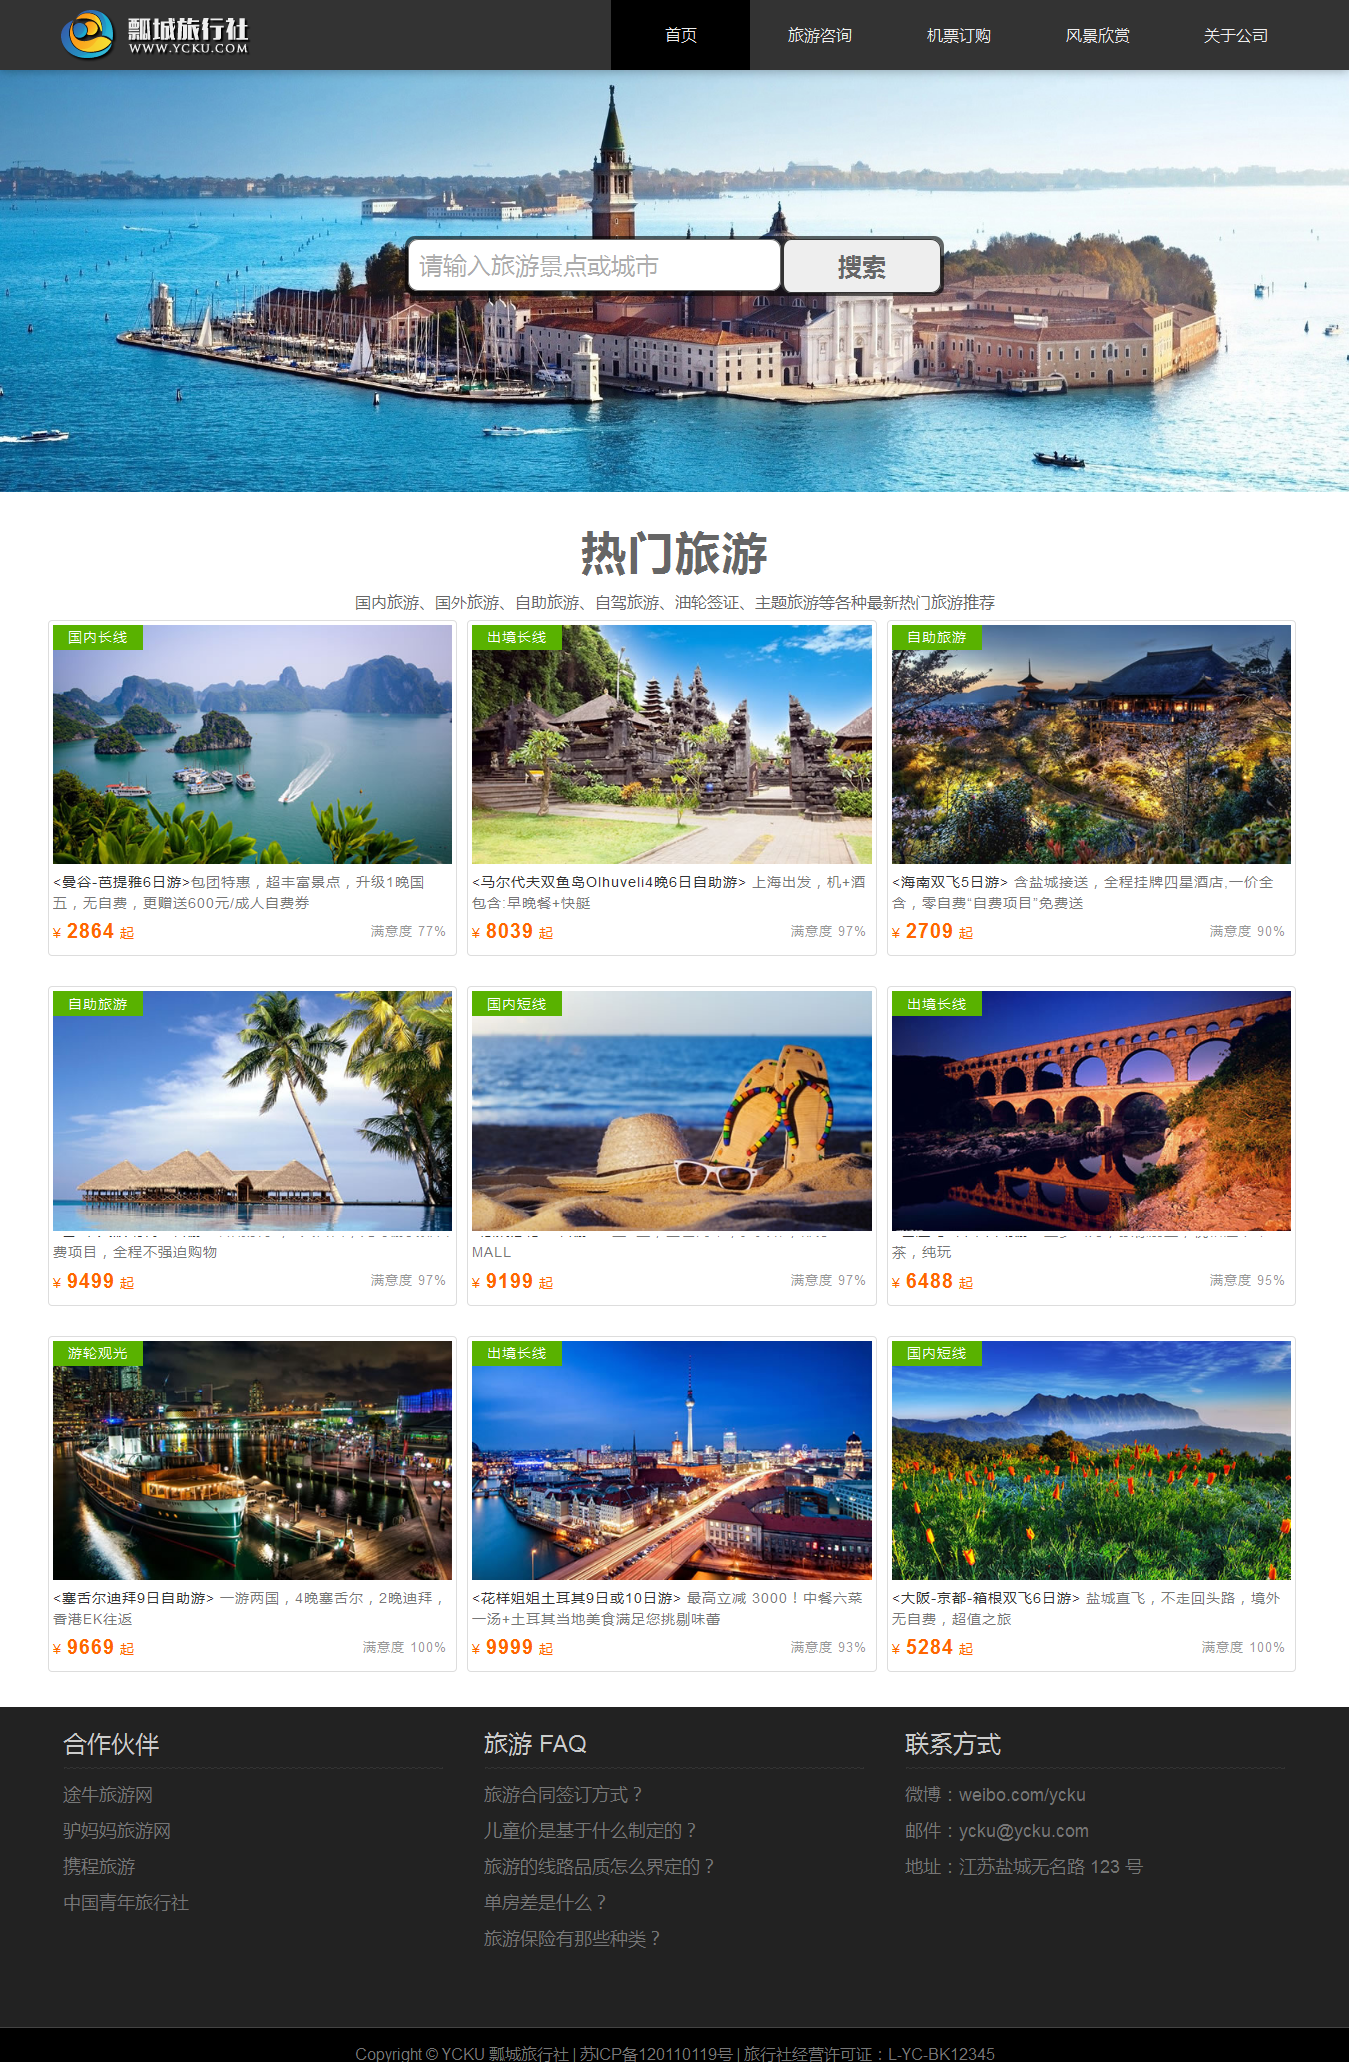 瓢城旅行社
WWW.YCKU.COM
首页 旅游咨询 机票订购 风景欣赏 关于公司
请输入旅游景点或城市 搜索
热门旅游
国内旅游、国外旅游、自助旅游、自驾旅游、油轮签证、主题旅游等各种最新热门旅游推荐
国内长线
<曼谷-芭提雅6日游>包团特惠，超丰富景点，升级1晚国
五，无自费，更赠送600元/成人自费券
¥ 2864 起 满意度 77%
出境长线
<马尔代夫双鱼岛Olhuveli4晚6日自助游> 上海出发，机+酒
包含:早晚餐+快艇
¥ 8039 起 满意度 97%
自助旅游
<海南双飞5日游> 含盐城接送，全程挂牌四星酒店,一价全
含，零自费“自费项目”免费送
¥ 2709 起 满意度 90%
自助旅游
费项目，全程不强迫购物
¥ 9499 起 满意度 97%
国内短线
MALL
¥ 9199 起 满意度 97%
出境长线
茶，纯玩
¥ 6488 起 满意度 95%
游轮观光
<塞舌尔迪拜9日自助游> 一游两国，4晚塞舌尔，2晚迪拜，
香港EK往返
¥ 9669 起 满意度 100%
出境长线
<花样姐姐土耳其9日或10日游> 最高立减 3000！中餐六菜
一汤+土耳其当地美食满足您挑剔味蕾
¥ 9999 起 满意度 93%
国内短线
<大阪-京都-箱根双飞6日游> 盐城直飞，不走回头路，境外
无自费，超值之旅
¥ 5284 起 满意度 100%
合作伙伴
途牛旅游网
驴妈妈旅游网
携程旅游
中国青年旅行社
旅游 FAQ
旅游合同签订方式？
儿童价是基于什么制定的？
旅游的线路品质怎么界定的？
单房差是什么？
旅游保险有那些种类？
联系方式
微博：weibo.com/ycku
邮件：ycku@ycku.com
地址：江苏盐城无名路 123 号
Copyright © YCKU 瓢城旅行社 | 苏ICP备120110119号 | 旅行社经营许可证：L-YC-BK12345